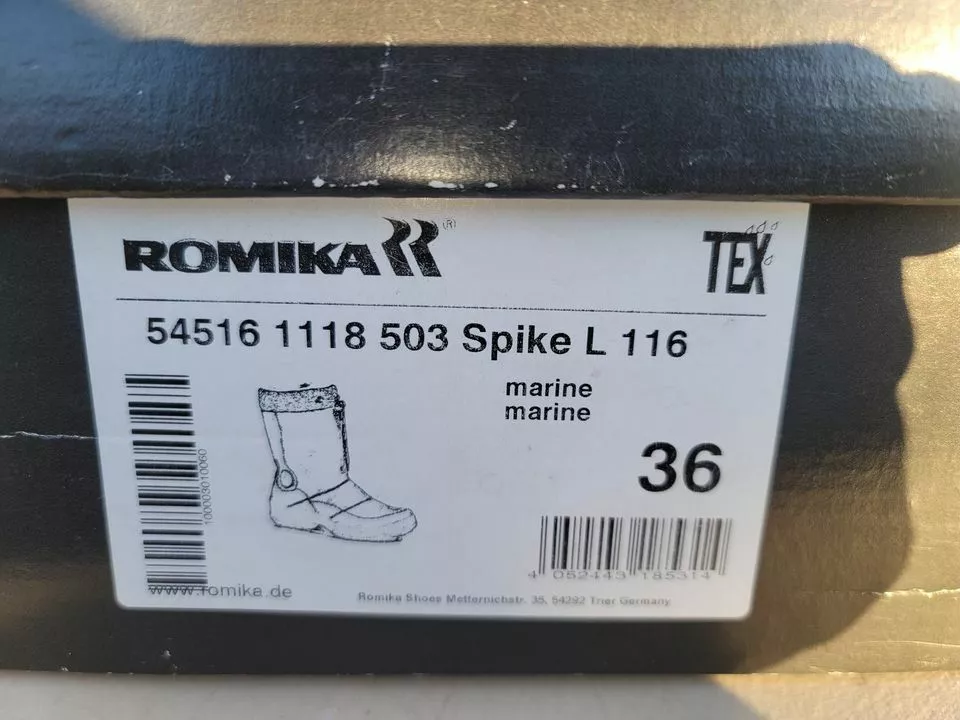 ROMIKA ®
TEX
54516 1118 503 Spike L 116
marine
marine
36
100003010060
4 052443 185314
www.romika.de
Romika Shoes Metternichstr. 35, 54292 Trier Germany